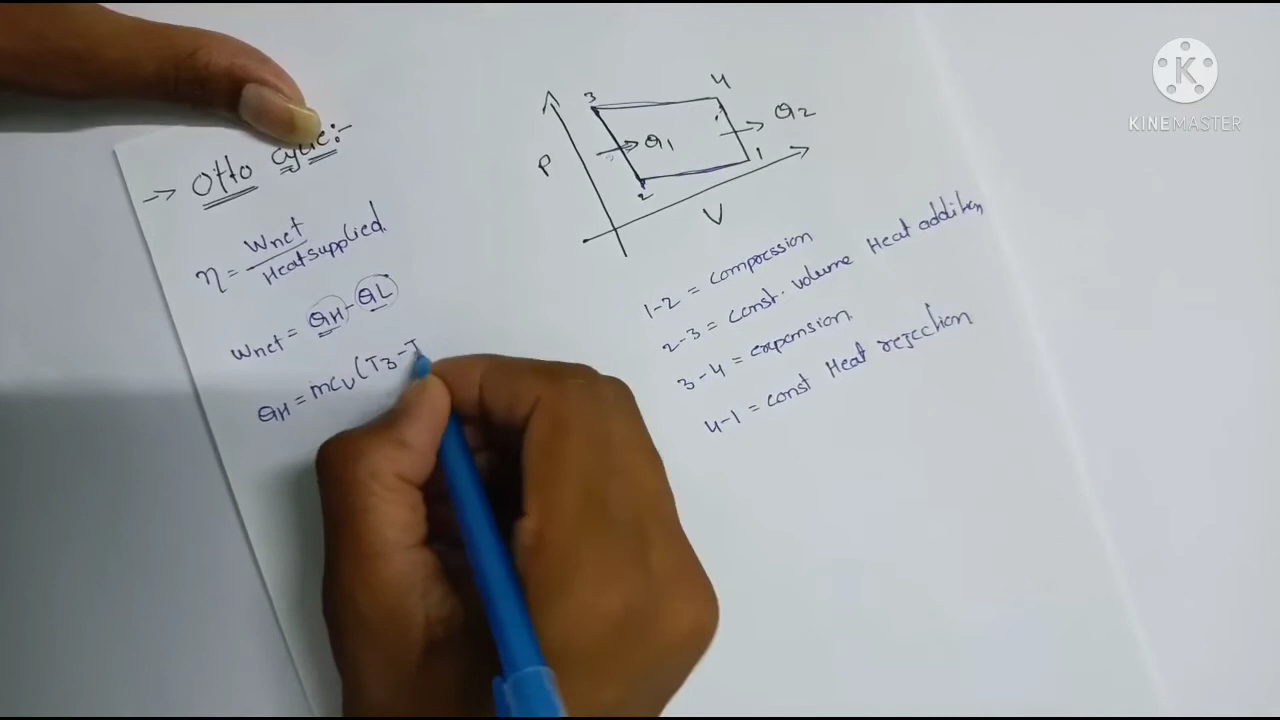 -> Otto cycle:-
η = Wnet / Heat supplied.
Wnet = QH - QL
QH = mcv (T3 - T
P
3
4
Q1
Q2
2
1
V
1-2 = compression
2-3 = const. volume Heat addition
3-4 = expansion.
4-1 = const Heat rejection
KINEMASTER